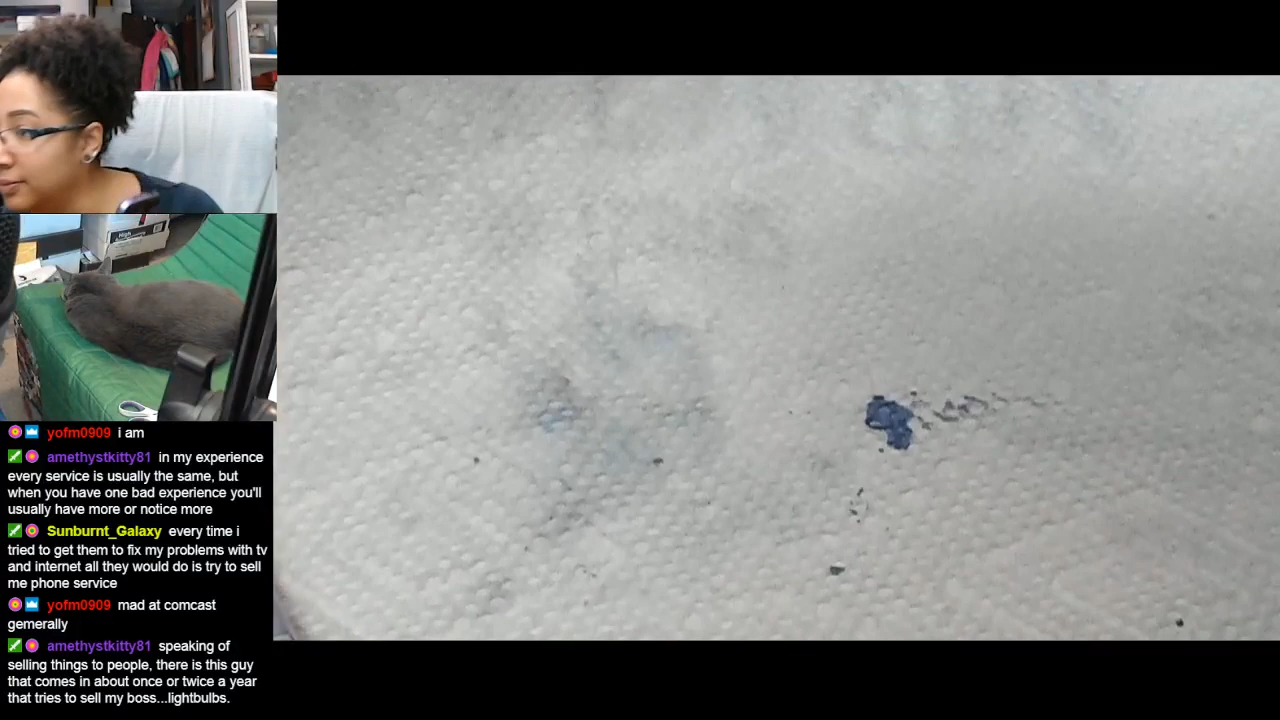 High
yofm0909 i am
amethystkitty81 in my experience
every service is usually the same, but
when you have one bad experience you'll
usually have more or notice more
Sunburnt_Galaxy every time i
tried to get them to fix my problems with tv
and internet all they would do is try to sell
me phone service
yofm0909 mad at comcast
gemerally
amethystkitty81 speaking of
selling things to people, there is this guy
that comes in about once or twice a year
that tries to sell my boss...lightbulbs.